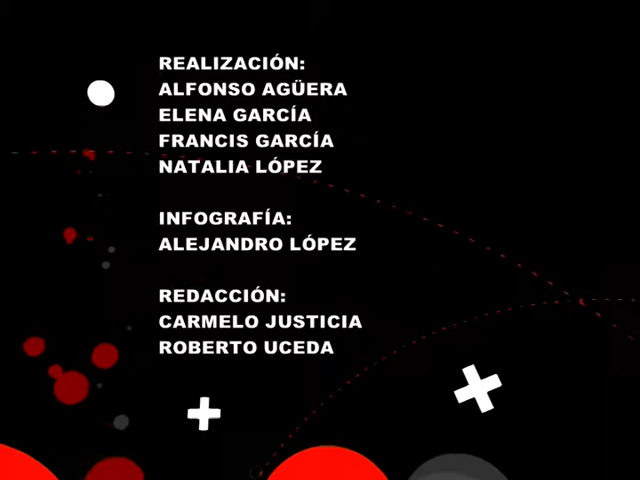 REALIZACIÓN:
ALFONSO AGÜERA
ELENA GARCÍA
FRANCIS GARCÍA
NATALIA LÓPEZ
INFOGRAFÍA:
ALEJANDRO LÓPEZ
REDACCIÓN:
CARMELO JUSTICIA
ROBERTO UCEDA